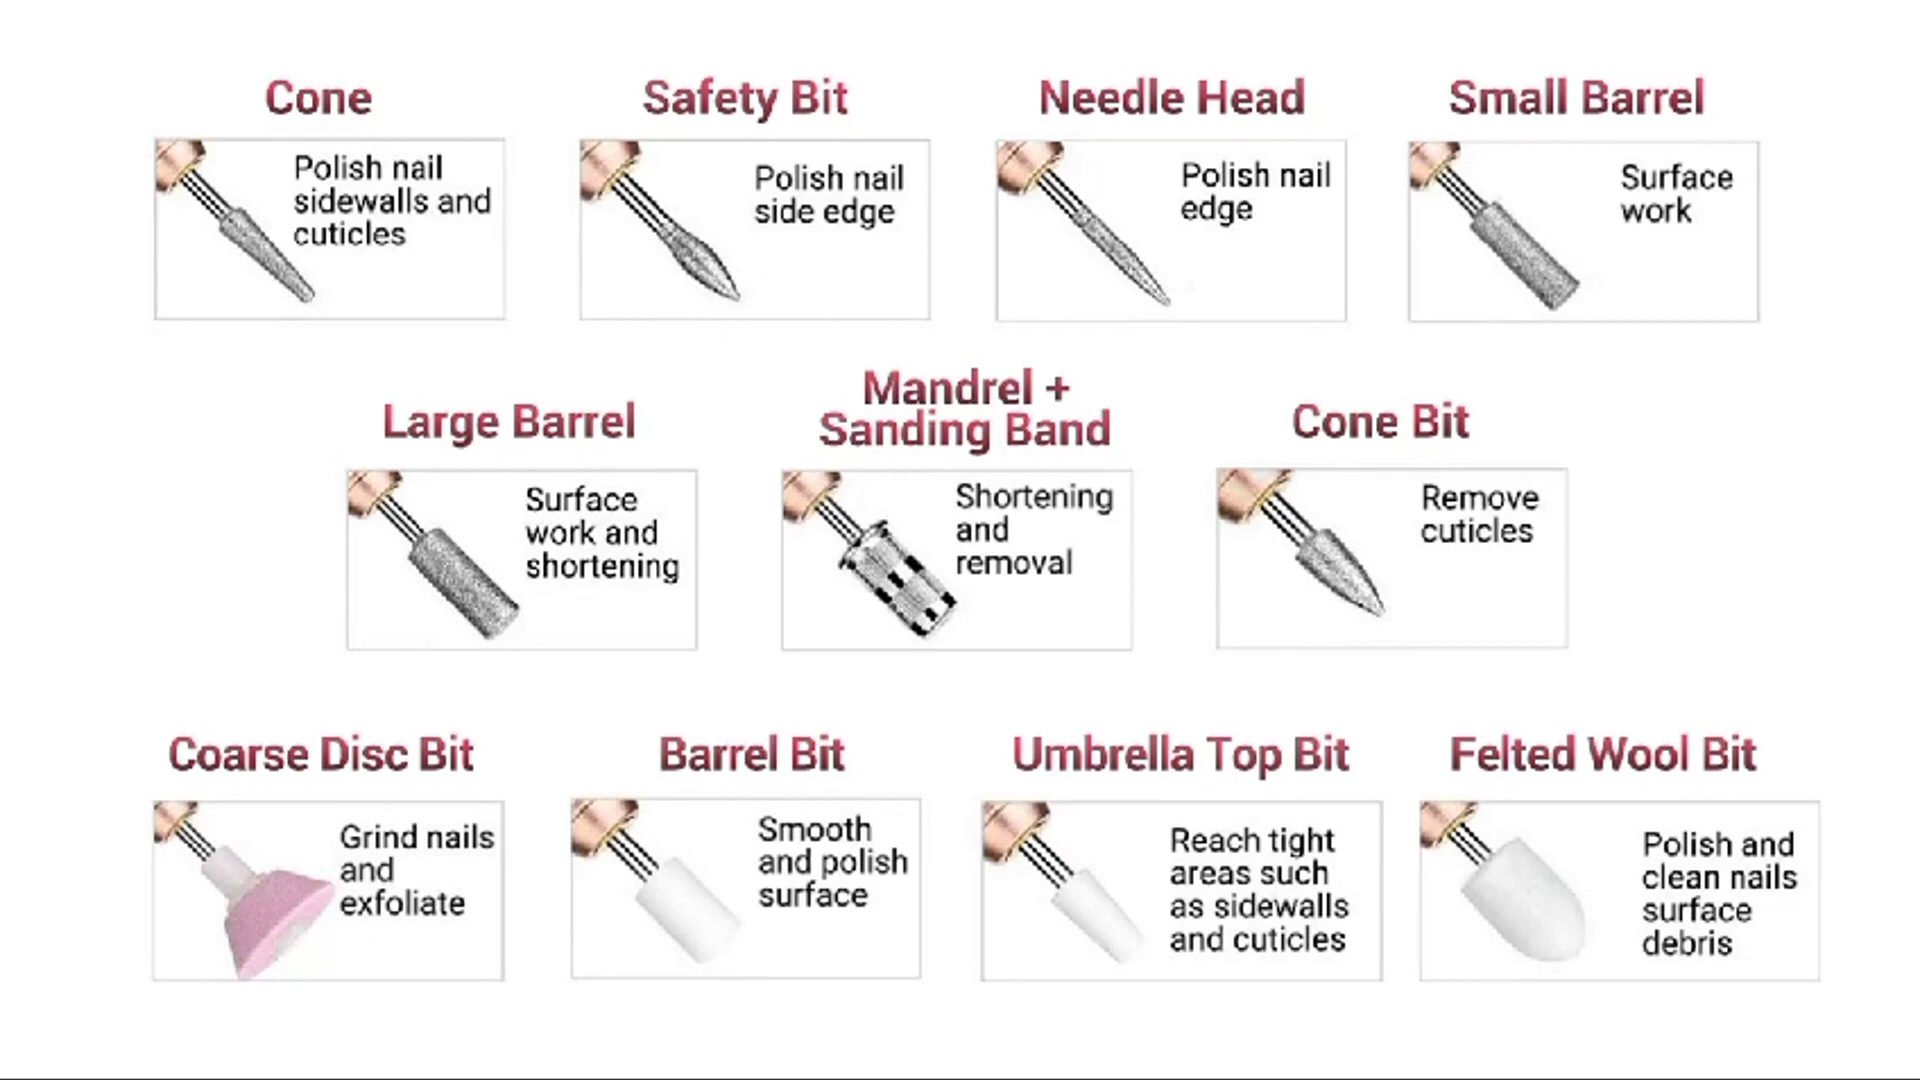 Cone
Polish nail
sidewalls and
cuticles
Safety Bit
Polish nail
side edge
Needle Head
Polish nail
edge
Small Barrel
Surface
work
Large Barrel
Surface
work and
shortening
Mandrel +
Sanding Band
Shortening
and
removal
Cone Bit
Remove
cuticles
Coarse Disc Bit
Grind nails
and
exfoliate
Barrel Bit
Smooth
and polish
surface
Umbrella Top Bit
Reach tight
areas such
as sidewalls
and cuticles
Felted Wool Bit
Polish and
clean nails
surface
debris